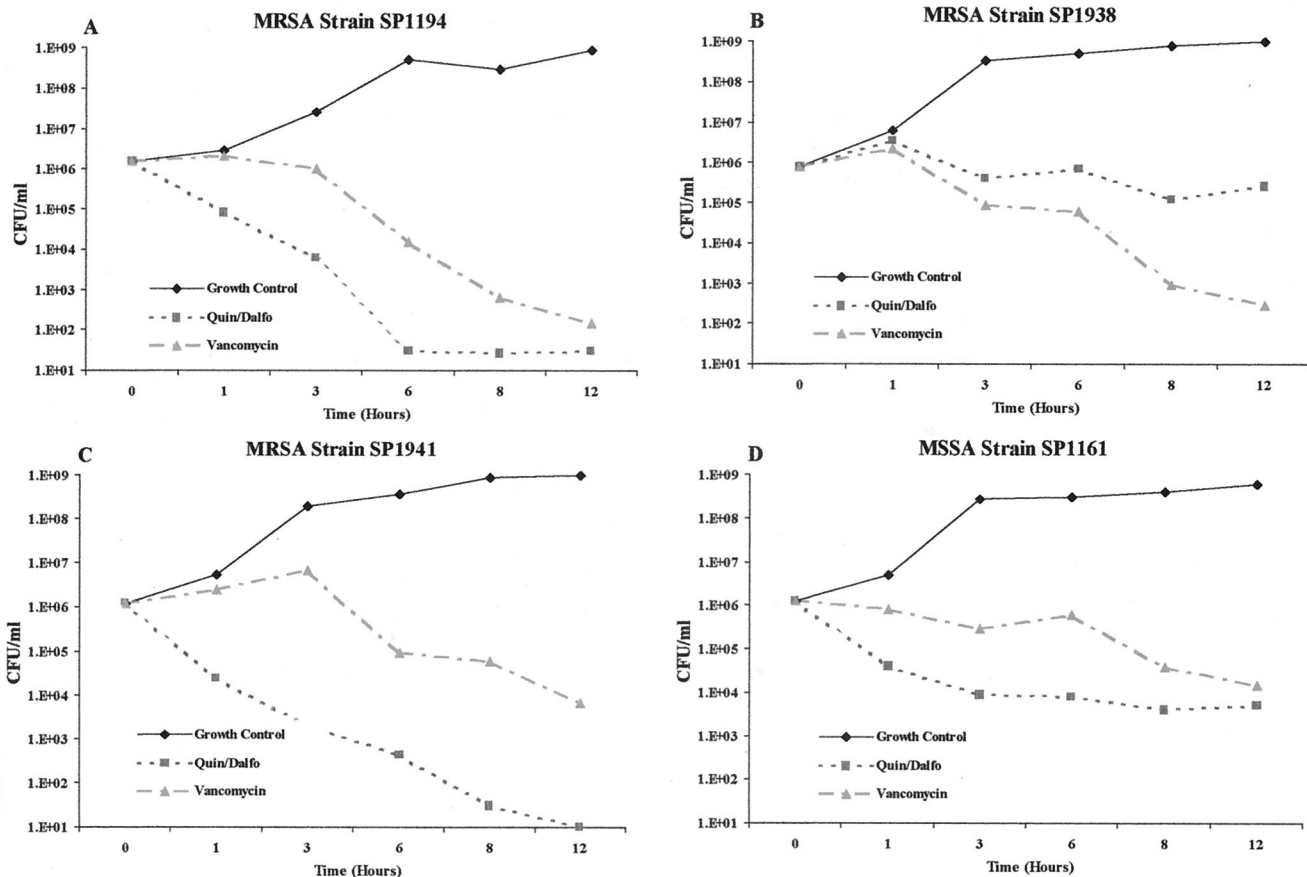 A
MRSA Strain SP1194
1.E+09
1.E+08
1.E+07
1.E+06
1.E+05
1.E+04
1.E+03
1.E+02
1.E+01
CFU/ml
Growth Control
Quin/Dalfo
Vancomycin
0 1 3 6 8 12
Time (Hours)
B
MRSA Strain SP1938
1.E+09
1.E+08
1.E+07
1.E+06
1.E+05
1.E+04
1.E+03
1.E+02
1.E+01
CFU/ml
Growth Control
Quin/Dalfo
Vancomycin
0 1 3 6 8 12
Time (Hours)
C
MRSA Strain SP1941
1.E+09
1.E+08
1.E+07
1.E+06
1.E+05
1.E+04
1.E+03
1.E+02
1.E+01
CFU/ml
Growth Control
Quin/Dalfo
Vancomycin
0 1 3 6 8 12
Time (Hours)
D
MSSA Strain SP1161
1.E+09
1.E+08
1.E+07
1.E+06
1.E+05
1.E+04
1.E+03
1.E+02
1.E+01
CFU/ml
Growth Control
Quin/Dalfo
Vancomycin
0 1 3 6 8 12
Time (Hours)